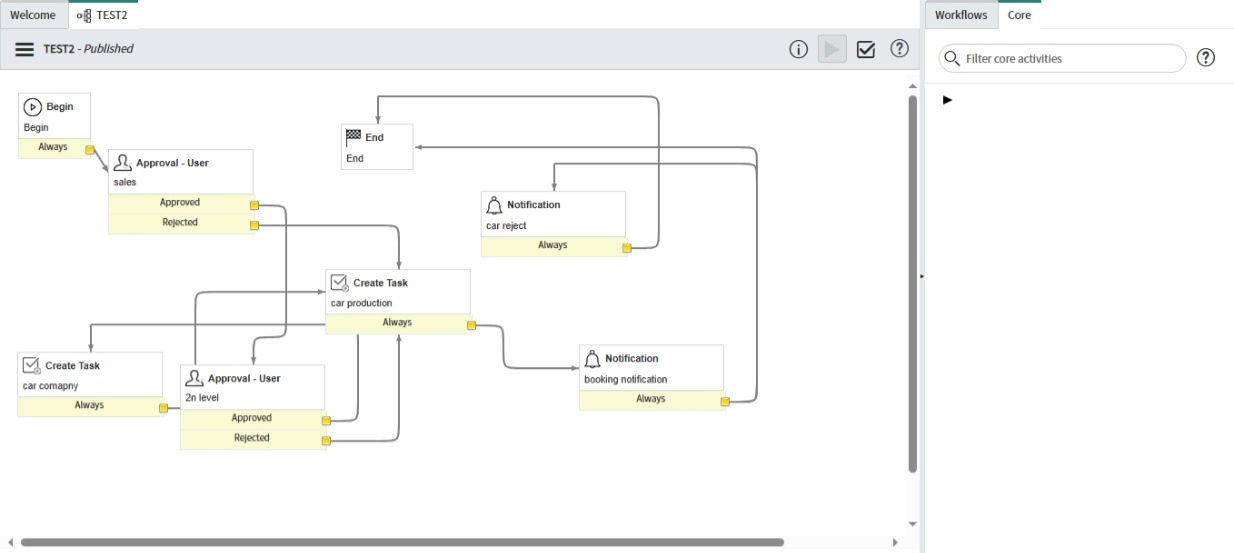 Welcome
TEST2
Workflows
Core
TEST2 - Published
Filter core activities
Begin
Begin
Always
Approval - User
sales
Approved
Rejected
End
End
Notification
car reject
Always
Create Task
car production
Always
Create Task
car comapny
Always
Approval - User
2n level
Approved
Rejected
Notification
booking notification
Always